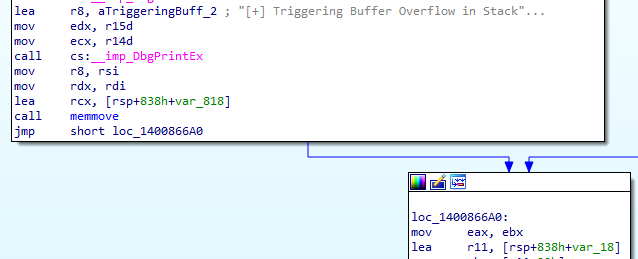 lea r8, aTriggeringBuff_2 ; "[+] Triggering Buffer Overflow in Stack"...
mov edx, r15d
mov ecx, r14d
call cs:__imp_DbgPrintEx
mov r8, rsi
mov rdx, rdi
lea rcx, [rsp+838h+var_818]
call memmove
jmp short loc_1400866A0
loc_1400866A0:
mov eax, ebx
lea r11, [rsp+838h+var_18]